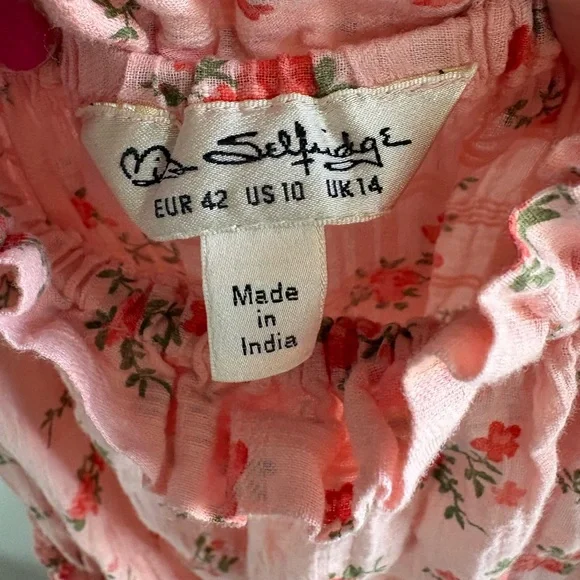 Miss Selfridge
EUR 42 US 10 UK 14
Made
in
India